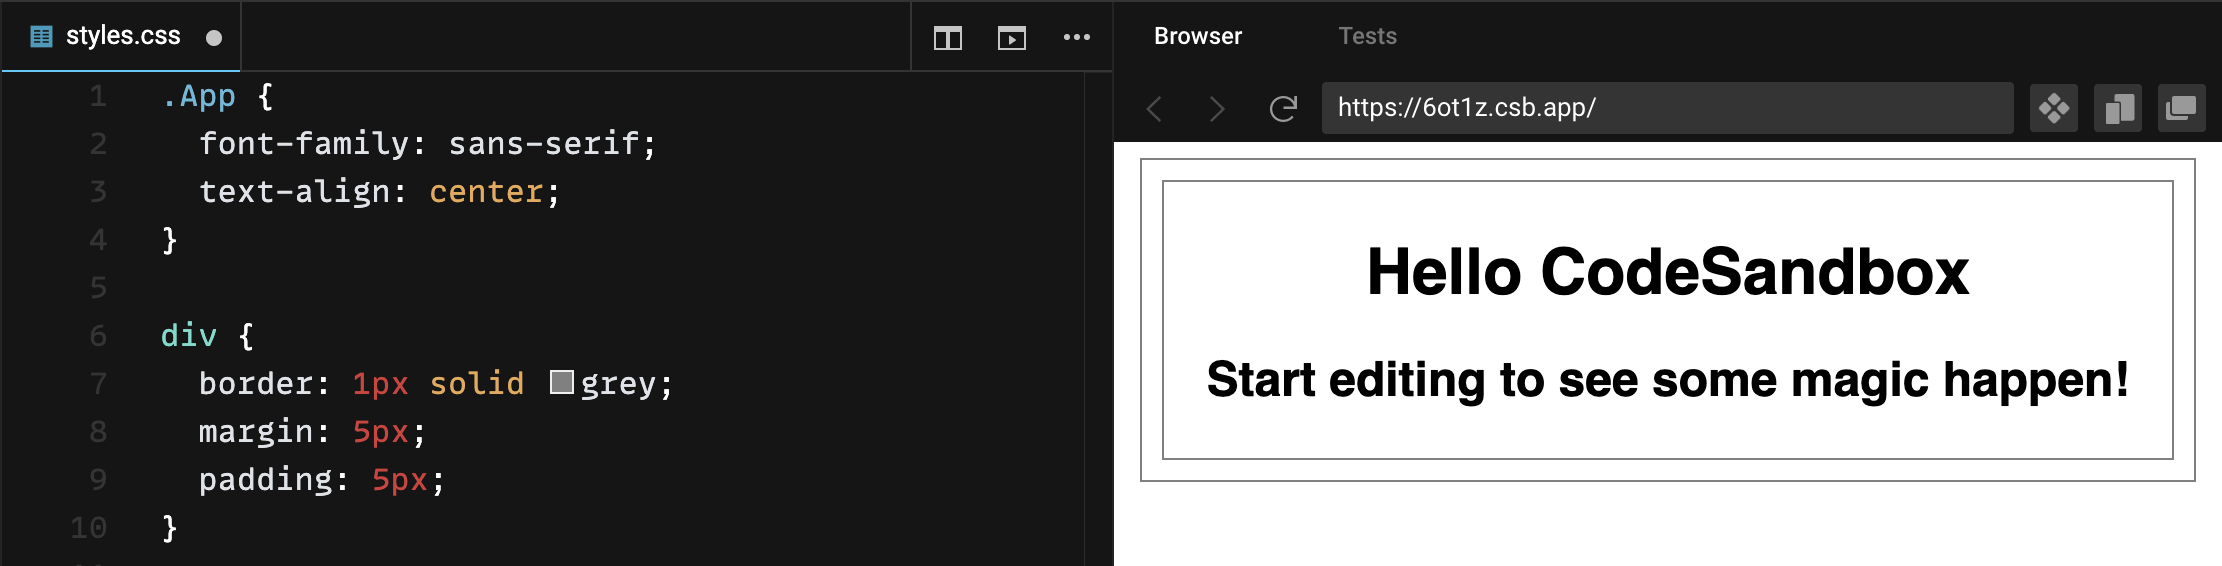 styles.css
1 .App {
2 font-family: sans-serif;
3 text-align: center;
4 }
5
6 div {
7 border: 1px solid grey;
8 margin: 5px;
9 padding: 5px;
10 }
Browser Tests
https://6ot1z.csb.app/
Hello CodeSandbox
Start editing to see some magic happen!